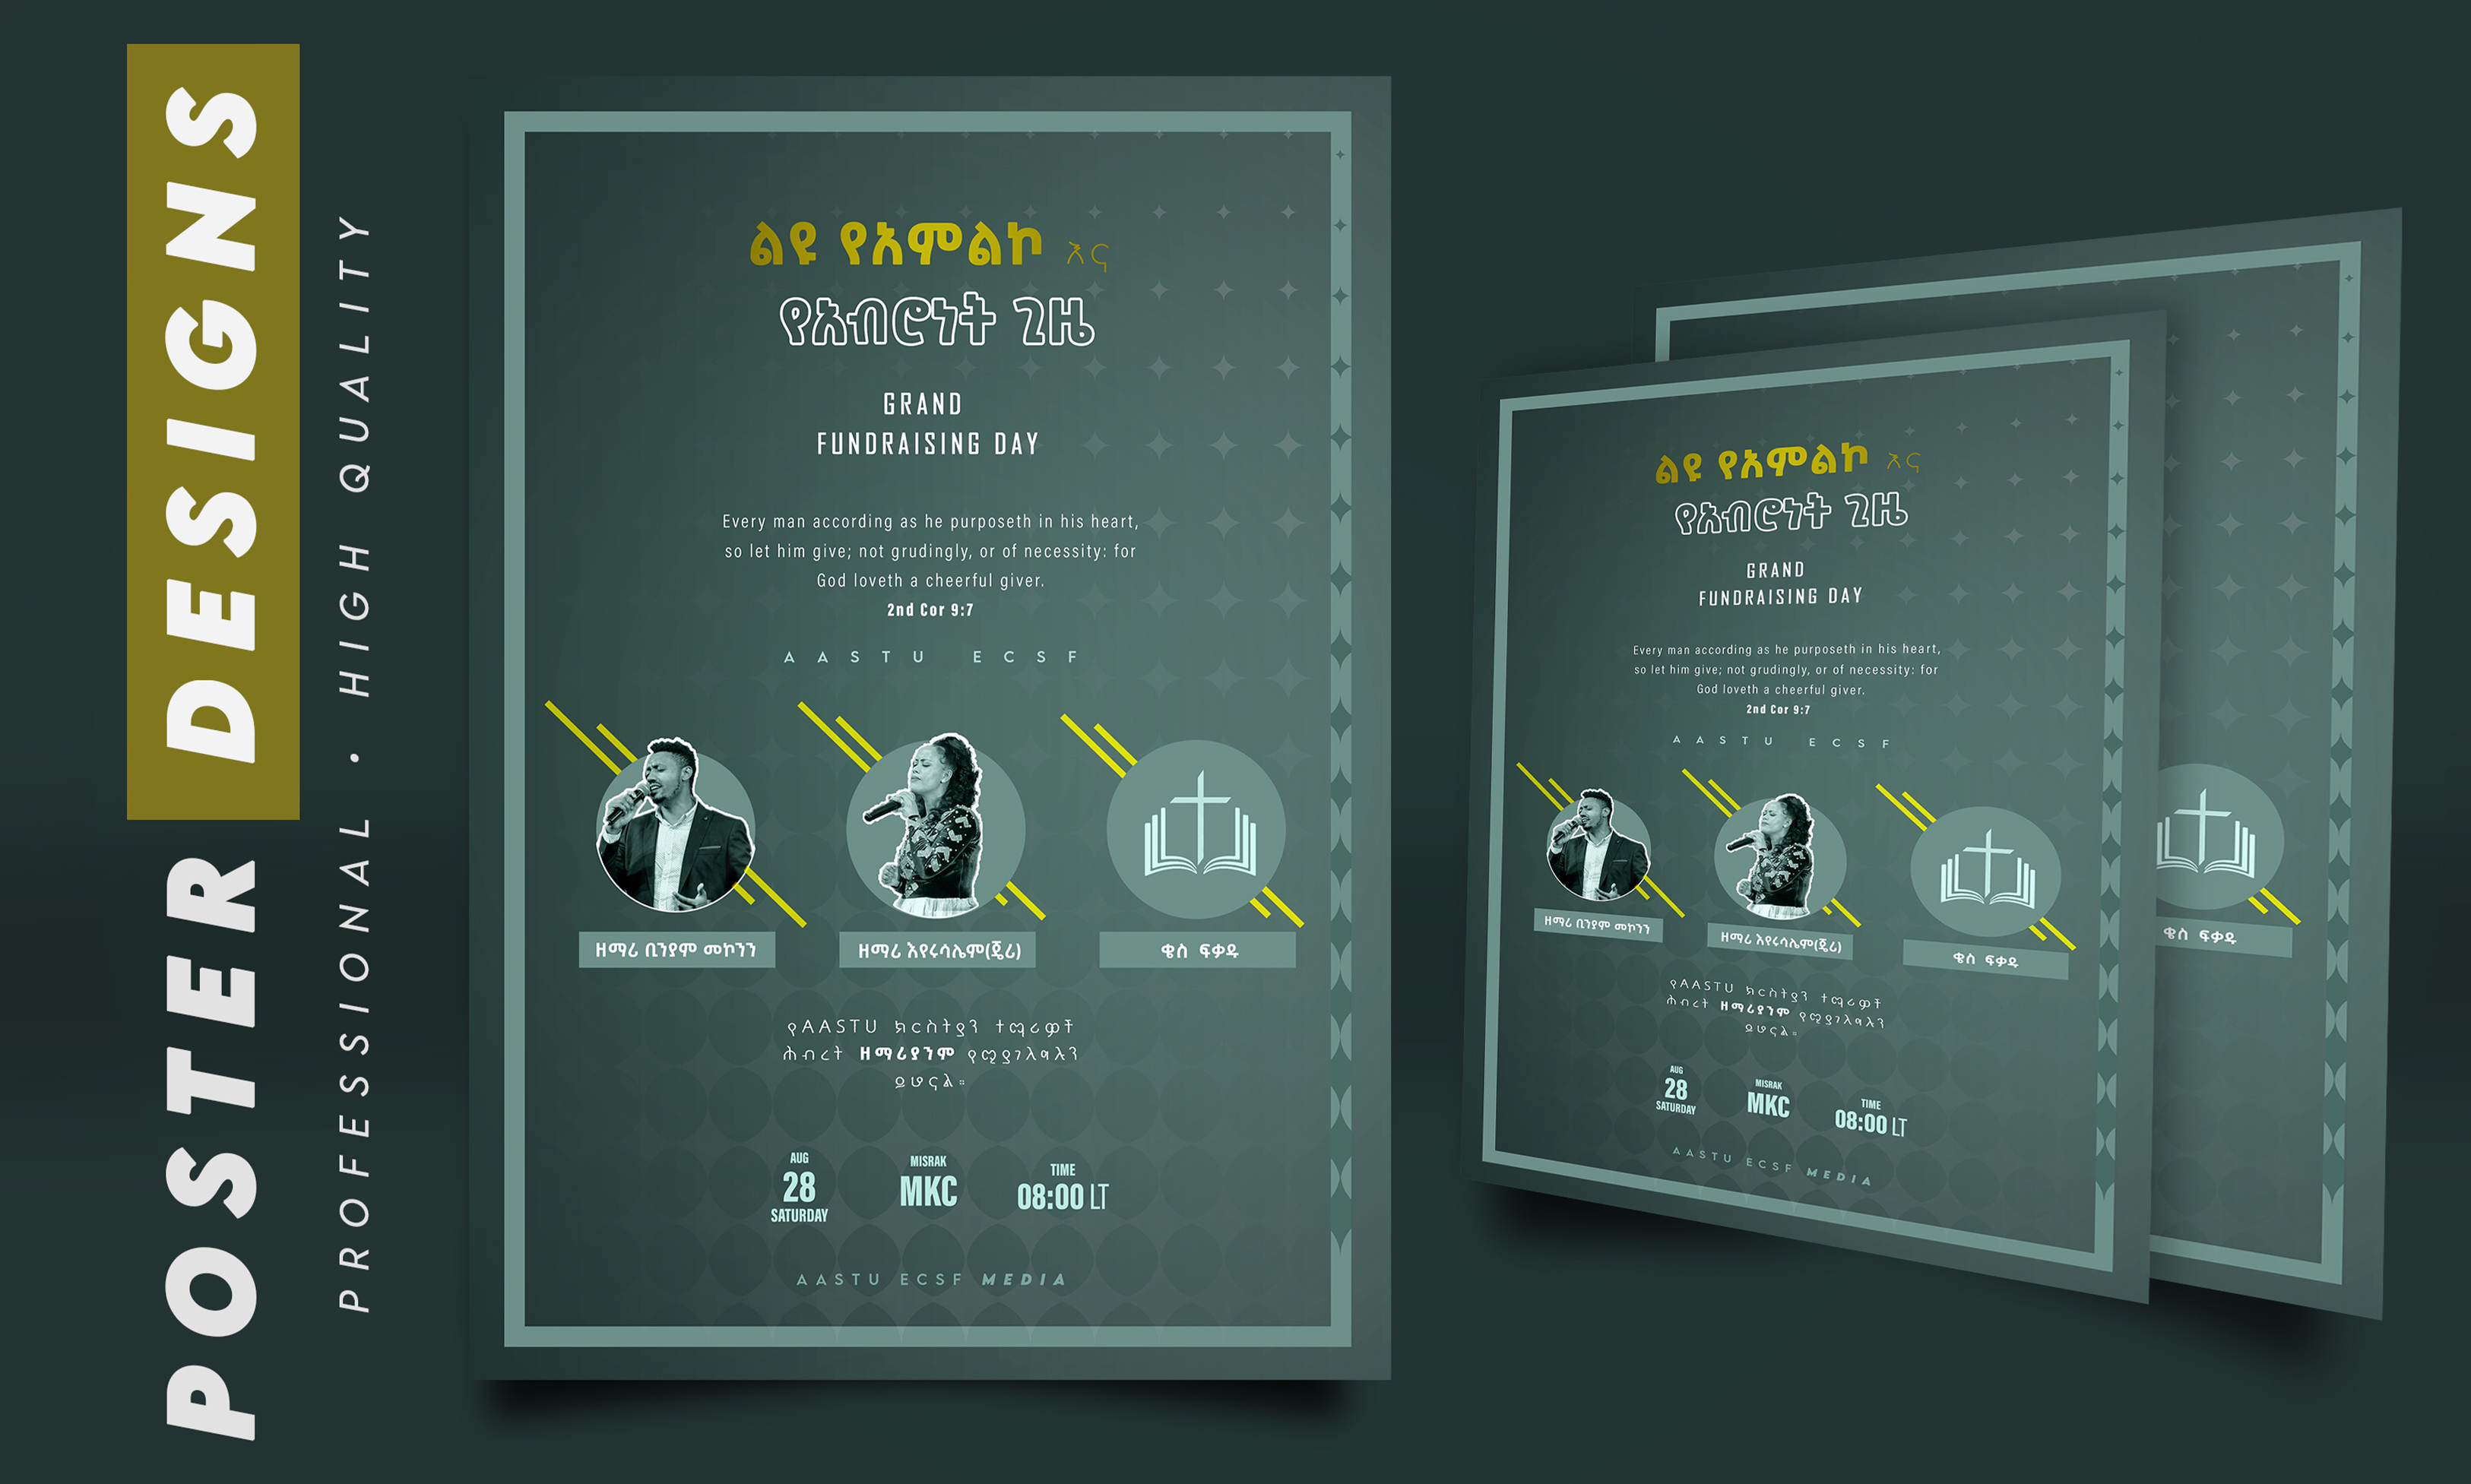 POSTER DESIGNS
PROFESSIONAL • HIGH QUALITY
ልዩ የአምልኮ እና
የአብሮነት ጊዜ
GRAND
FUNDRAISING DAY
Every man according as he purposeth in his heart,
so let him give; not grudingly, or of necessity: for
God loveth a cheerful giver.
2nd Cor 9:7
AASTU ECSF
ዘማሪ ቢንያም መኮንን
ዘማሪ እየሩሳሌም(ጄሪ)
ቄስ ፍቃዱ
የAASTU ክርስትያን ተማሪዎች
ሕብረት ዘማሪያንም የሚያገለግሉን
ይሆናል።
AUG
28
SATURDAY
MISRAK
MKC
TIME
08:00 LT
AASTU ECSF MEDIA
ልዩ የአምልኮ እና
የአብሮነት ጊዜ
GRAND
FUNDRAISING DAY
Every man according as he purposeth in his heart,
so let him give; not grudingly, or of necessity: for
God loveth a cheerful giver.
2nd Cor 9:7
AASTU ECSF
ዘማሪ ቢንያም መኮንን
ዘማሪ እየሩሳሌም(ጄሪ)
ቄስ ፍቃዱ
የAASTU ክርስትያን ተማሪዎች
ሕብረት ዘማሪያንም የሚያገለግሉን
ይሆናል።
AUG
28
SATURDAY
MISRAK
MKC
TIME
08:00 LT
AASTU ECSF MEDIA
ቄስ ፍቃዱ